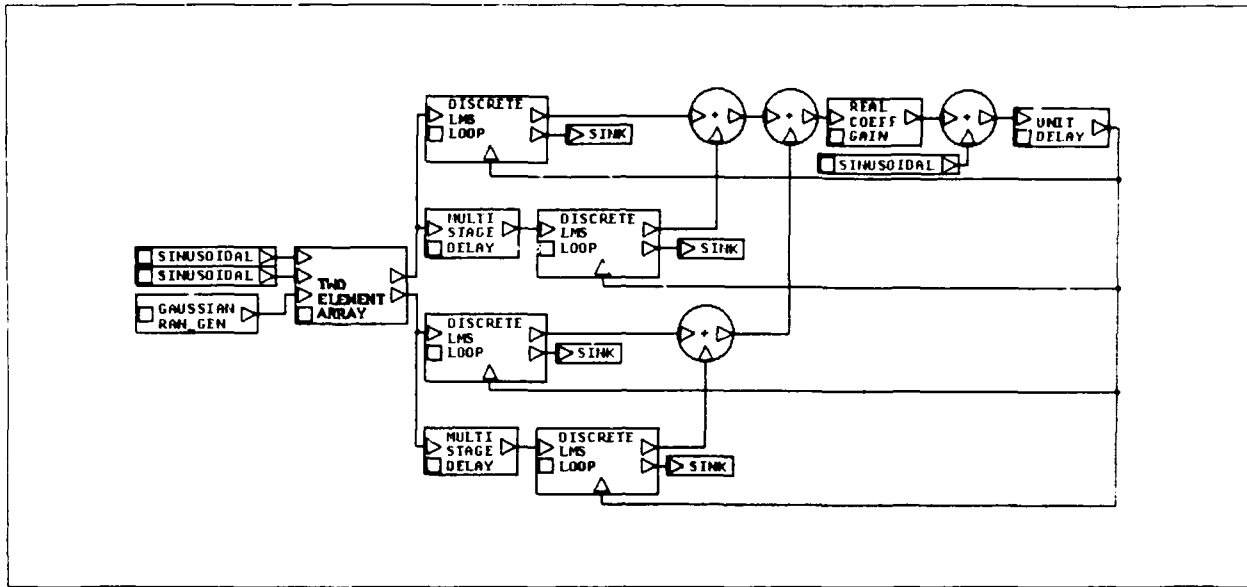 DISCRETE
LMS
LOOP
SINK
+
+
REAL
COEFF
GAIN
+
UNIT
DELAY
SINUSOIDAL
MULTI
STAGE
DELAY
DISCRETE
LMS
LOOP
SINK
SINUSOIDAL
SINUSOIDAL
GAUSSIAN
RAN_GEN
TWO
ELEMENT
ARRAY
DISCRETE
LMS
LOOP
SINK
+
MULTI
STAGE
DELAY
DISCRETE
LMS
LOOP
SINK